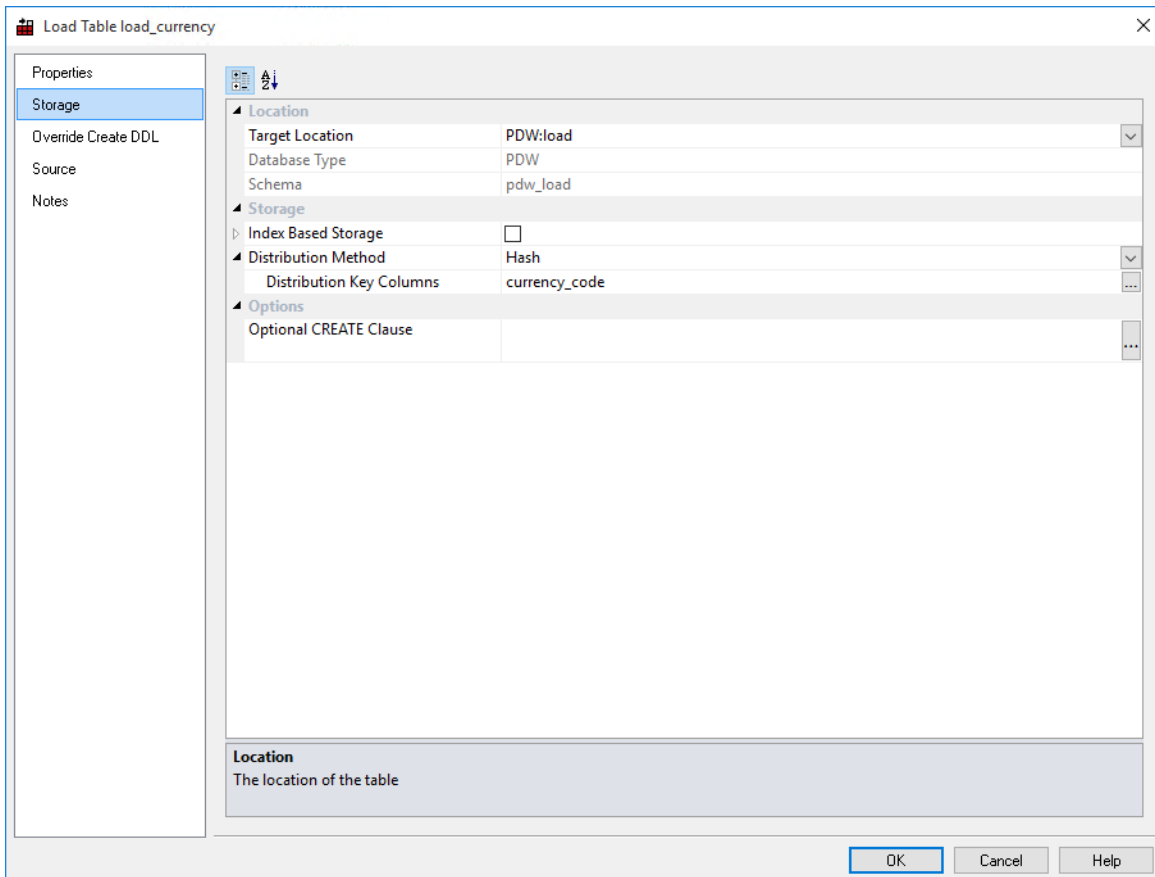 Load Table load_currency
Properties
Storage
Override Create DDL
Source
Notes
Location
Target Location PDW:load
Database Type PDW
Schema pdw_load
Storage
Index Based Storage
Distribution Method Hash
Distribution Key Columns currency_code
...
Options
Optional CREATE Clause
...
Location
The location of the table
OK Cancel Help